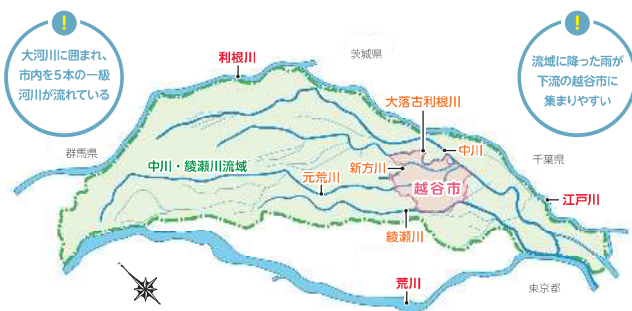 !
大河川に囲まれ、
市内を5本の一級
河川が流れている
!
流域に降った雨が
下流の越谷市に
集まりやすい
茨城県
利根川
大落古利根川
中川
群馬県
千葉県
中川・綾瀬川流域
新方川
元荒川
越谷市
江戸川
綾瀬川
荒川
東京都